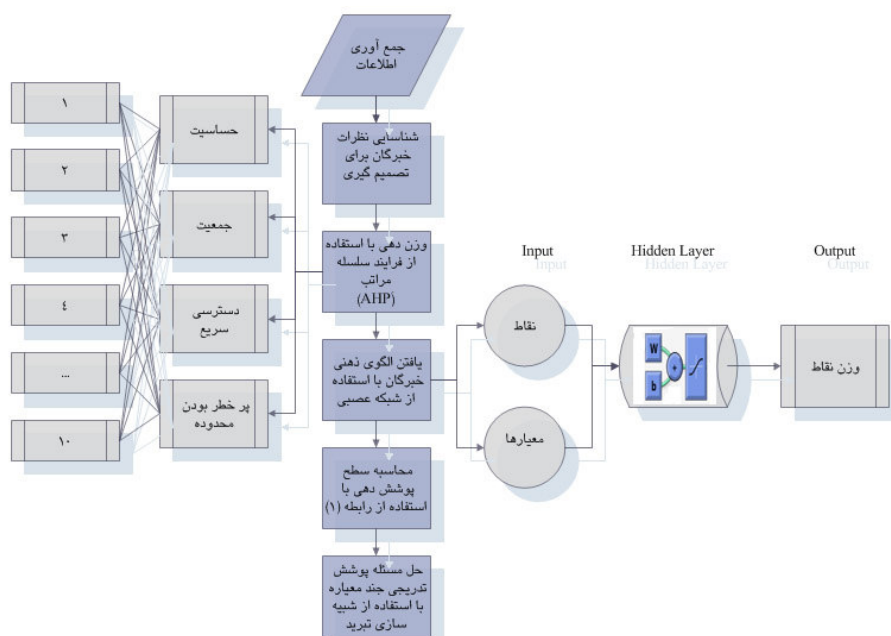 جمع آوری
اطلاعات
شناسایی نظرات
خبرگان برای
تصمیم گیری
وزن دهی با استفاده
از فرایند سلسله
مراتب
(AHP)
یافتن الگوی ذهنی
خبرگان با استفاده
از شبکه عصبی
محاسبه سطح
پوشش دهی با
استفاده از رابطه (۱)
حل مسئله پوشش
تدریجی جند معیاره
با استفاده از شبیه
سازی تبرید
حساسیت
جمعیت
دسترسی
سریع
پر خطر بودن
محدوده
۱
۲
۳
٤
...
۱۰
Input
نقاط
معیارها
Hidden Layer
W
b
+
Output
وزن نقاط